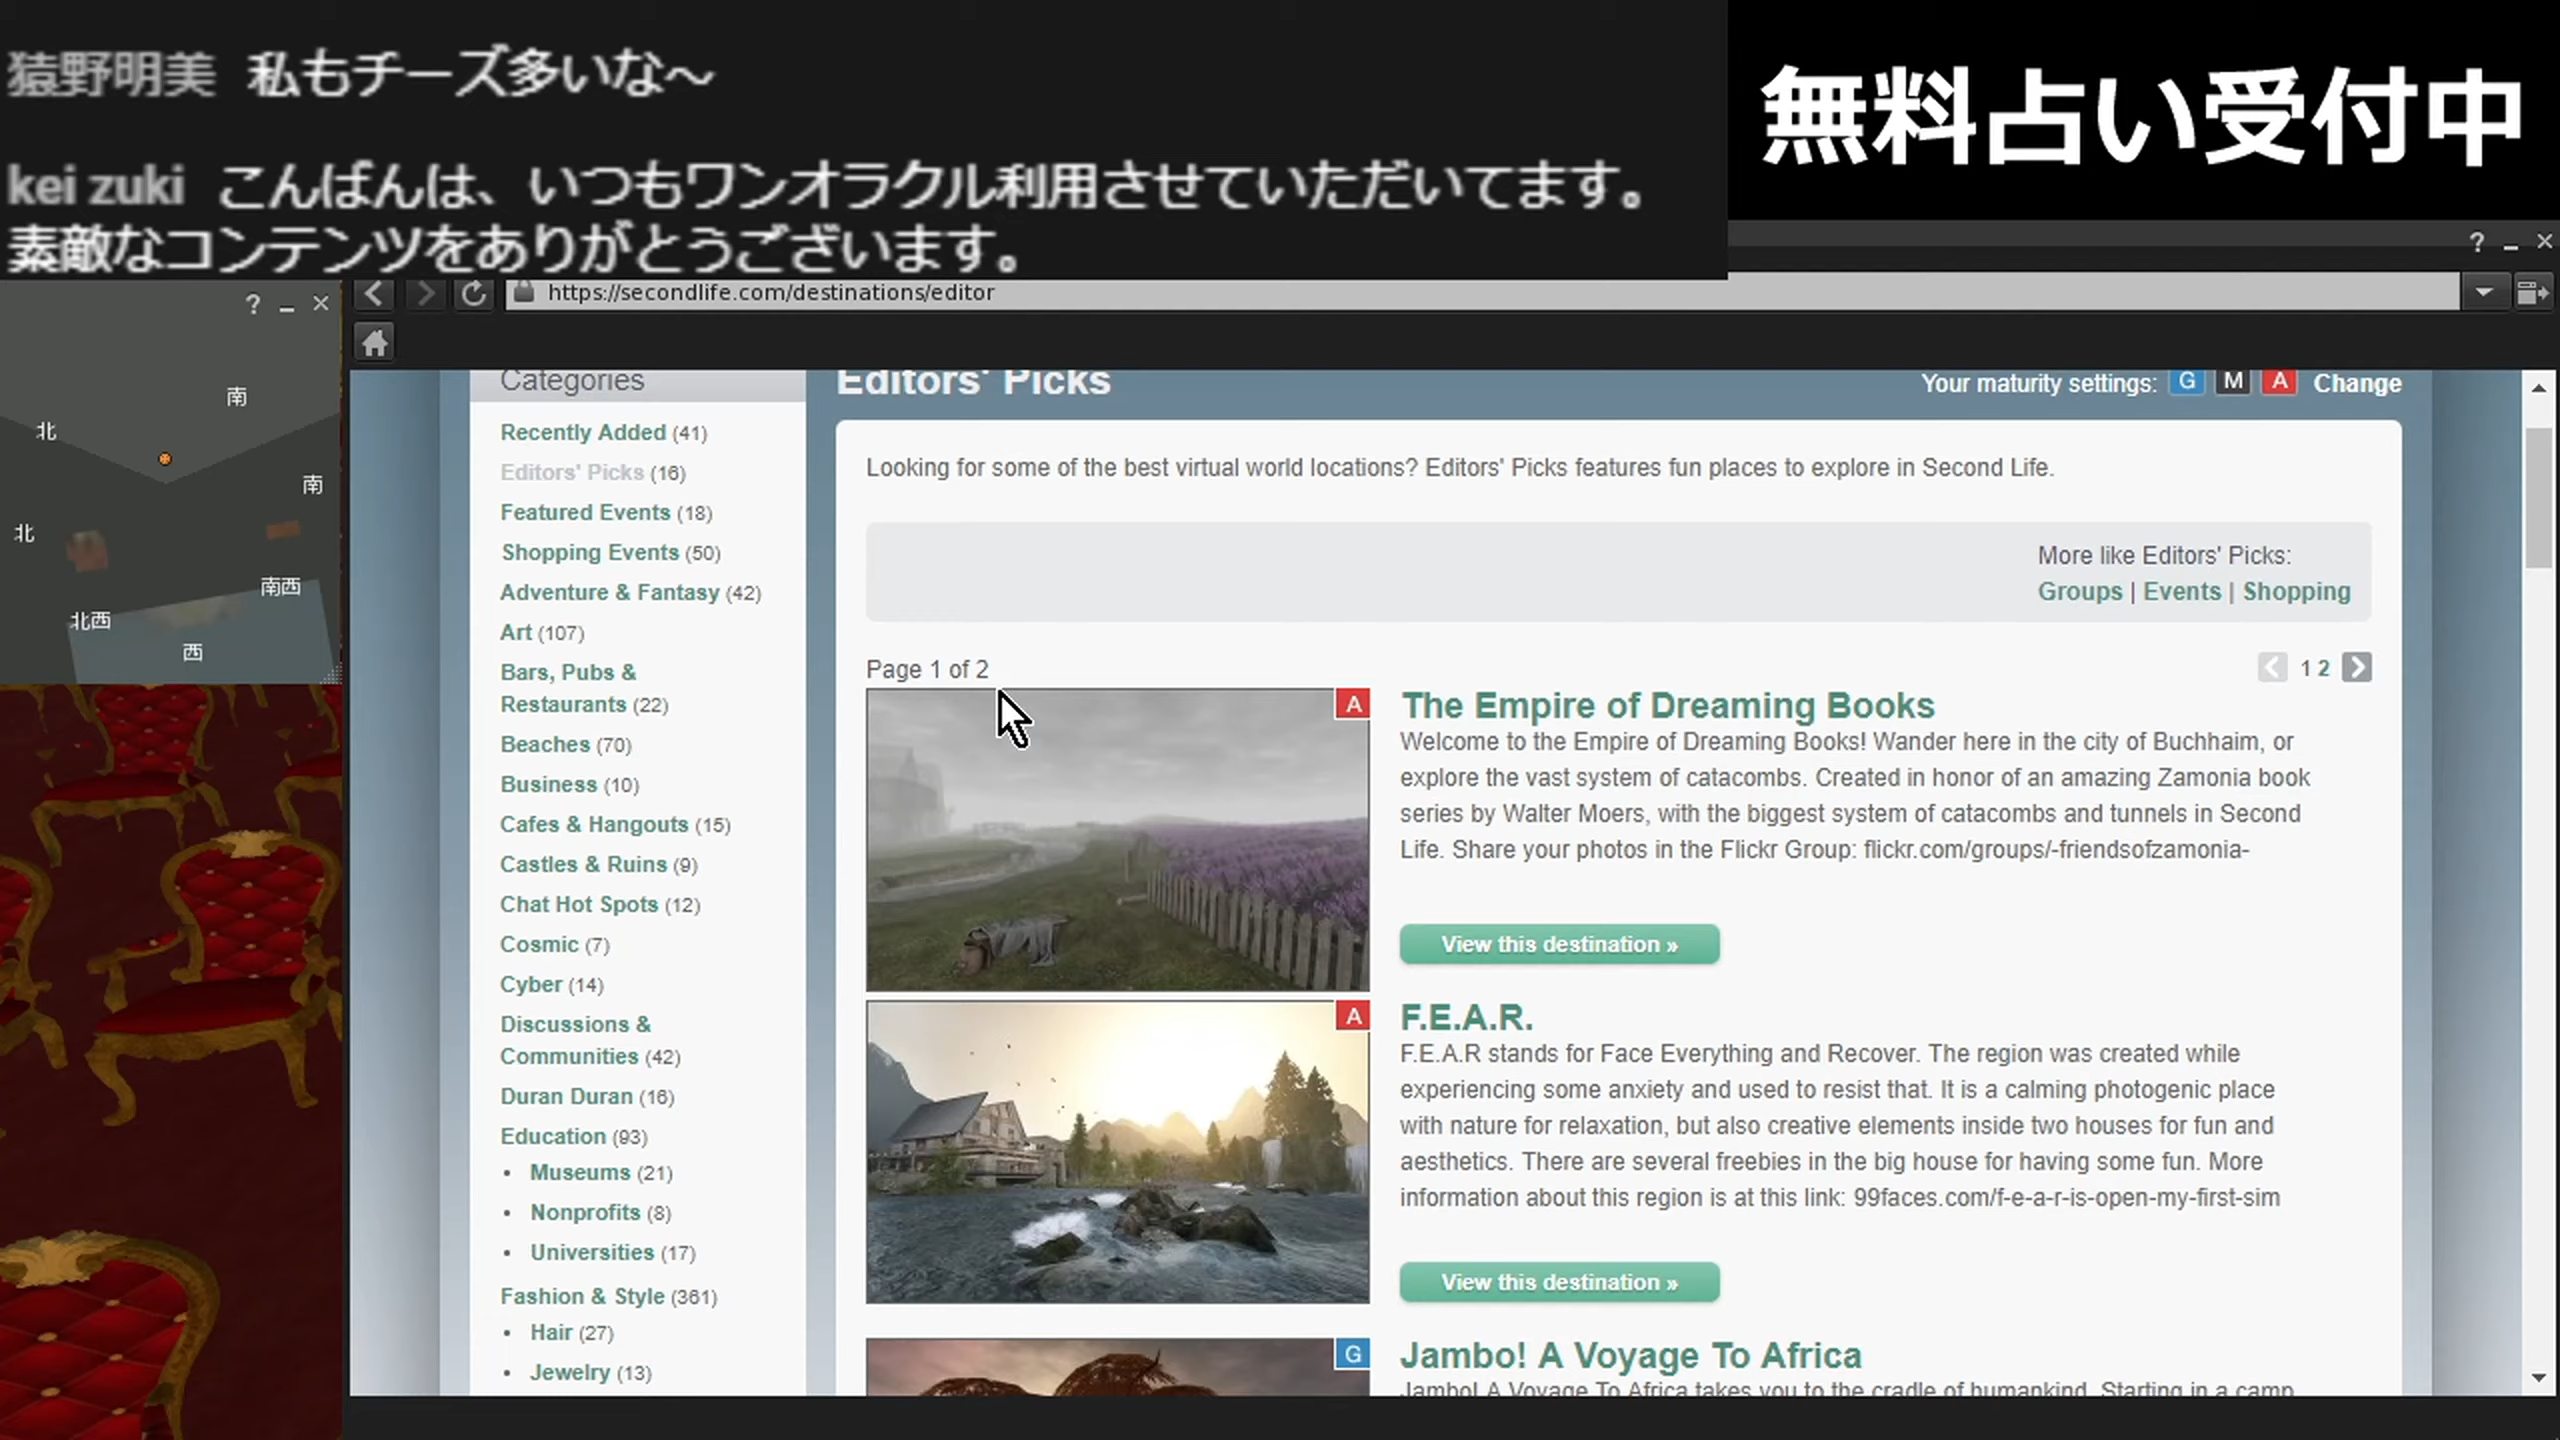 猿野明美 私もチーズ多いな～
kei zuki こんばんは、いつもワンオラクル利用させていただいてます。
素敵なコンテンツをありがとうございます。
無料占い受付中
https://secondlife.com/destinations/editor
南
北
南
北
南西
北西
西
Categories
Recently Added (41)
Editors' Picks (16)
Featured Events (18)
Shopping Events (50)
Adventure & Fantasy (42)
Art (107)
Bars, Pubs &
Restaurants (22)
Beaches (70)
Business (10)
Cafes & Hangouts (15)
Castles & Ruins (9)
Chat Hot Spots (12)
Cosmic (7)
Cyber (14)
Discussions &
Communities (42)
Duran Duran (16)
Education (93)
• Museums (21)
• Nonprofits (8)
• Universities (17)
Fashion & Style (361)
• Hair (27)
• Jewelry (13)
Editors' Picks
Your maturity settings: G M A Change
Looking for some of the best virtual world locations? Editors' Picks features fun places to explore in Second Life.
More like Editors' Picks:
Groups | Events | Shopping
Page 1 of 2
1 2
A
The Empire of Dreaming Books
Welcome to the Empire of Dreaming Books! Wander here in the city of Buchhaim, or
explore the vast system of catacombs. Created in honor of an amazing Zamonia book
series by Walter Moers, with the biggest system of catacombs and tunnels in Second
Life. Share your photos in the Flickr Group: flickr.com/groups/-friendsofzamonia-
View this destination »
A
F.E.A.R.
F.E.A.R stands for Face Everything and Recover. The region was created while
experiencing some anxiety and used to resist that. It is a calming photogenic place
with nature for relaxation, but also creative elements inside two houses for fun and
aesthetics. There are several freebies in the big house for having some fun. More
information about this region is at this link: 99faces.com/f-e-a-r-is-open-my-first-sim
View this destination »
G
Jambo! A Voyage To Africa
Jambo! A Voyage To Africa takes you to the cradle of humankind. Starting in a camp